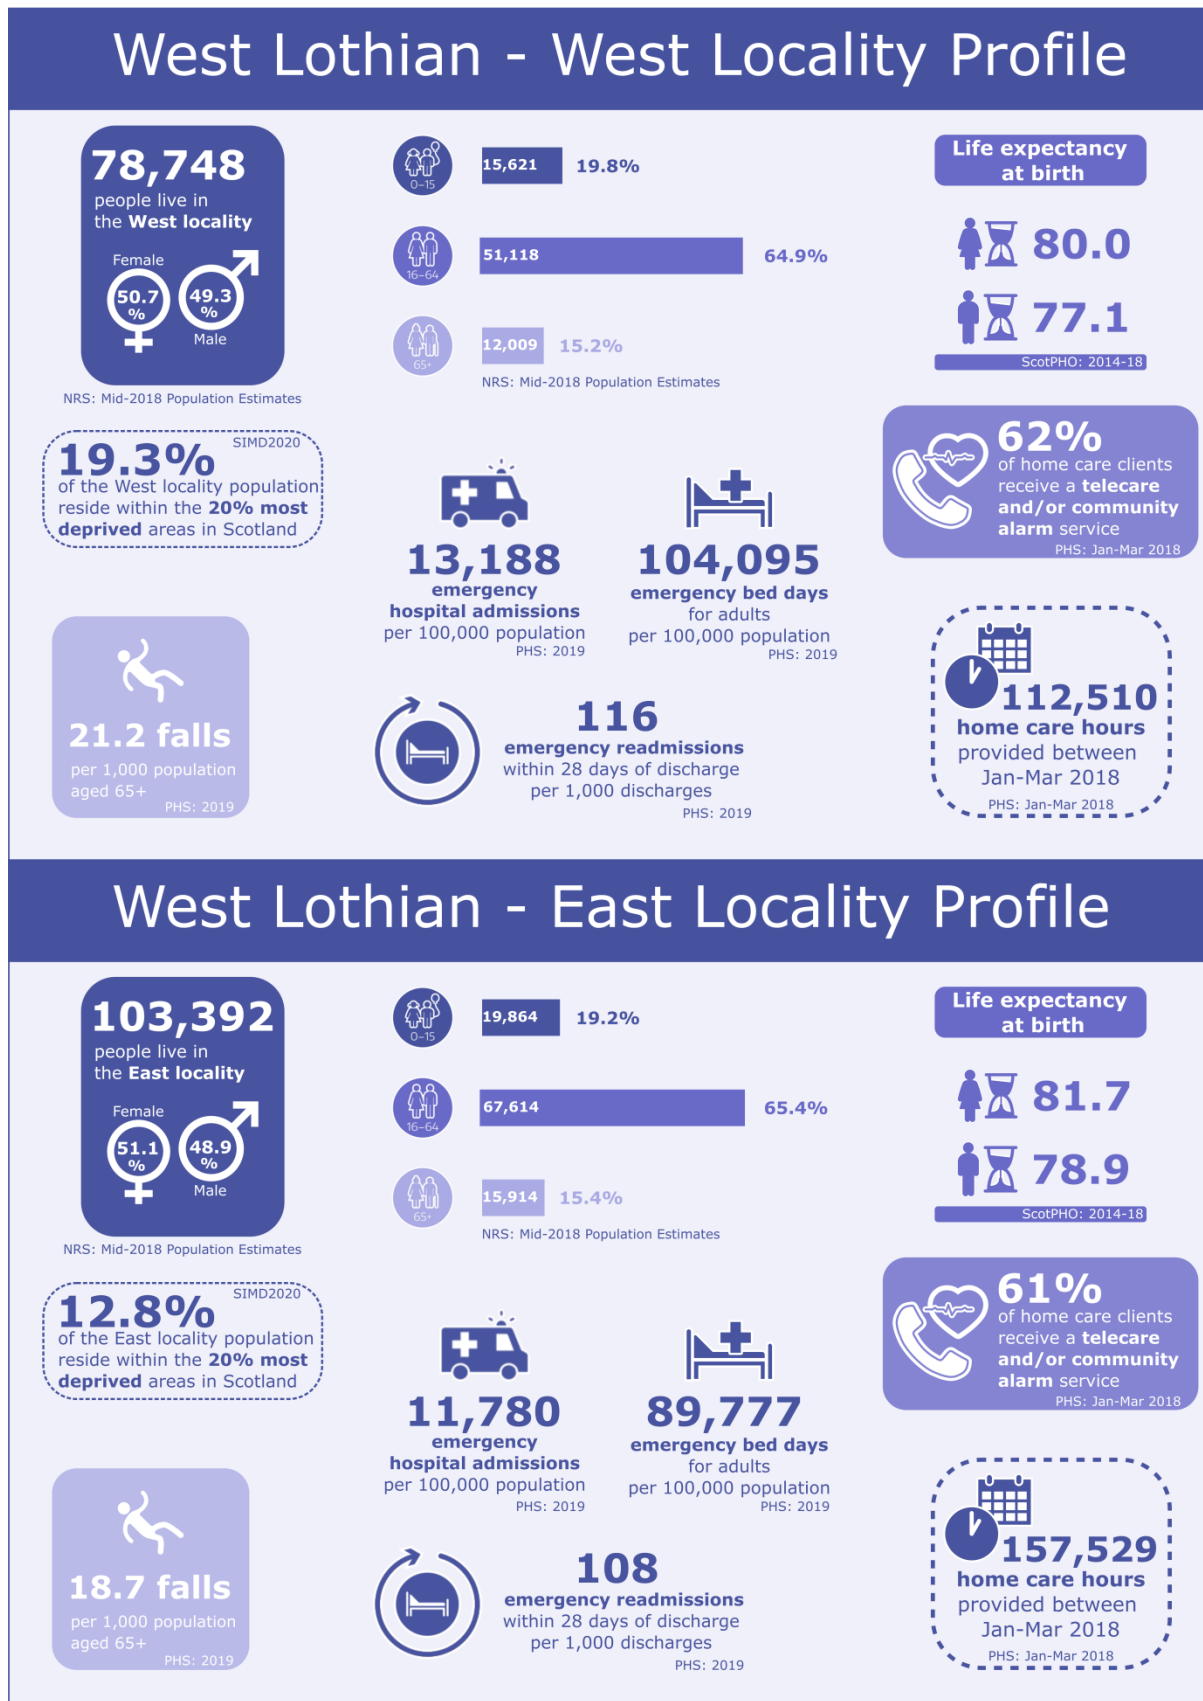 West Lothian - West Locality Profile
78,748
people live in
the West locality
Female
50.7
%
49.3
%
Male
NRS: Mid-2018 Population Estimates
0-15
15,621
19.8%
16-64
51,118
64.9%
65+
12,009
15.2%
NRS: Mid-2018 Population Estimates
Life expectancy
at birth
80.0
77.1
ScotPHO: 2014-18
19.3%
SIMD2020
of the West locality population
reside within the 20% most
deprived areas in Scotland
13,188
emergency
hospital admissions
per 100,000 population
PHS: 2019
104,095
emergency bed days
for adults
per 100,000 population
PHS: 2019
62%
of home care clients
receive a telecare
and/or community
alarm service
PHS: Jan-Mar 2018
21.2 falls
per 1,000 population
aged 65+
PHS: 2019
116
emergency readmissions
within 28 days of discharge
per 1,000 discharges
PHS: 2019
112,510
home care hours
provided between
Jan-Mar 2018
PHS: Jan-Mar 2018
West Lothian - East Locality Profile
103,392
people live in
the East locality
Female
51.1
%
48.9
%
Male
NRS: Mid-2018 Population Estimates
0-15
19,864
19.2%
16-64
67,614
65.4%
65+
15,914
15.4%
NRS: Mid-2018 Population Estimates
Life expectancy
at birth
81.7
78.9
ScotPHO: 2014-18
12.8%
SIMD2020
of the East locality population
reside within the 20% most
deprived areas in Scotland
11,780
emergency
hospital admissions
per 100,000 population
PHS: 2019
89,777
emergency bed days
for adults
per 100,000 population
PHS: 2019
61%
of home care clients
receive a telecare
and/or community
alarm service
PHS: Jan-Mar 2018
18.7 falls
per 1,000 population
aged 65+
PHS: 2019
108
emergency readmissions
within 28 days of discharge
per 1,000 discharges
PHS: 2019
157,529
home care hours
provided between
Jan-Mar 2018
PHS: Jan-Mar 2018